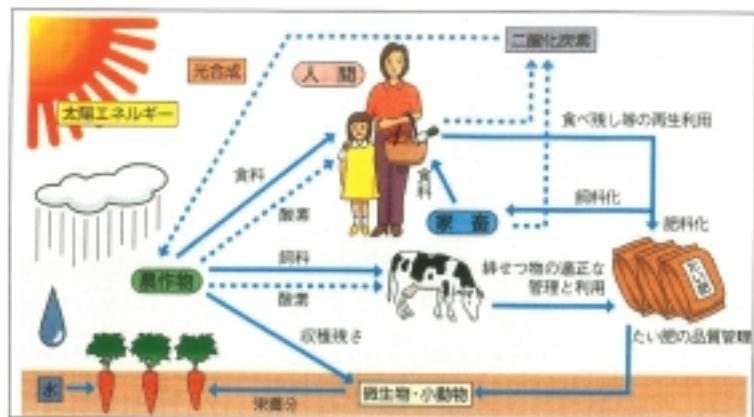 二酸化炭素
光合成
人間
太陽エネルギー
食べ残し等の再生利用
食料
食料
酸素
飼料化
家畜
肥料化
飼料
農作物
酸素
排せつ物の適正な
管理と利用
たい肥
収穫残さ
たい肥の品質管理
水
栄養分
微生物・小動物